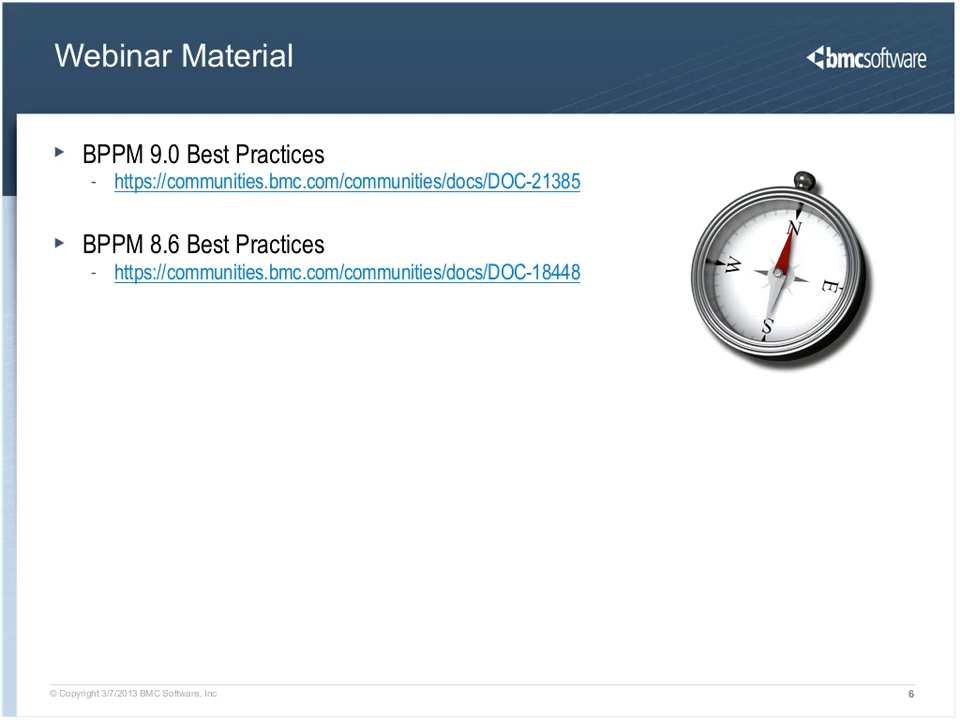 Webinar Material
bmcsoftware
BPPM 9.0 Best Practices
- https://communities.bmc.com/communities/docs/DOC-21385
BPPM 8.6 Best Practices
- https://communities.bmc.com/communities/docs/DOC-18448
N
W
E
S
© Copyright 3/7/2013 BMC Software, Inc
6